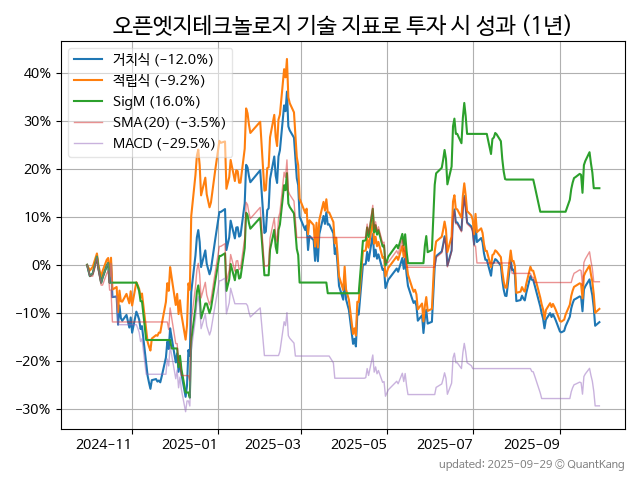 오픈엣지테크놀로지 기술 지표로 투자 시 성과 (1년)
거치식 (−12.0%)
적립식 (−9.2%)
SigM (16.0%)
SMA(20) (−3.5%)
MACD (−29.5%)
40%
30%
20%
10%
0%
−10%
−20%
−30%
2024-11
2025-01
2025-03
2025-05
2025-07
2025-09
updated: 2025-09-29 © QuantKang